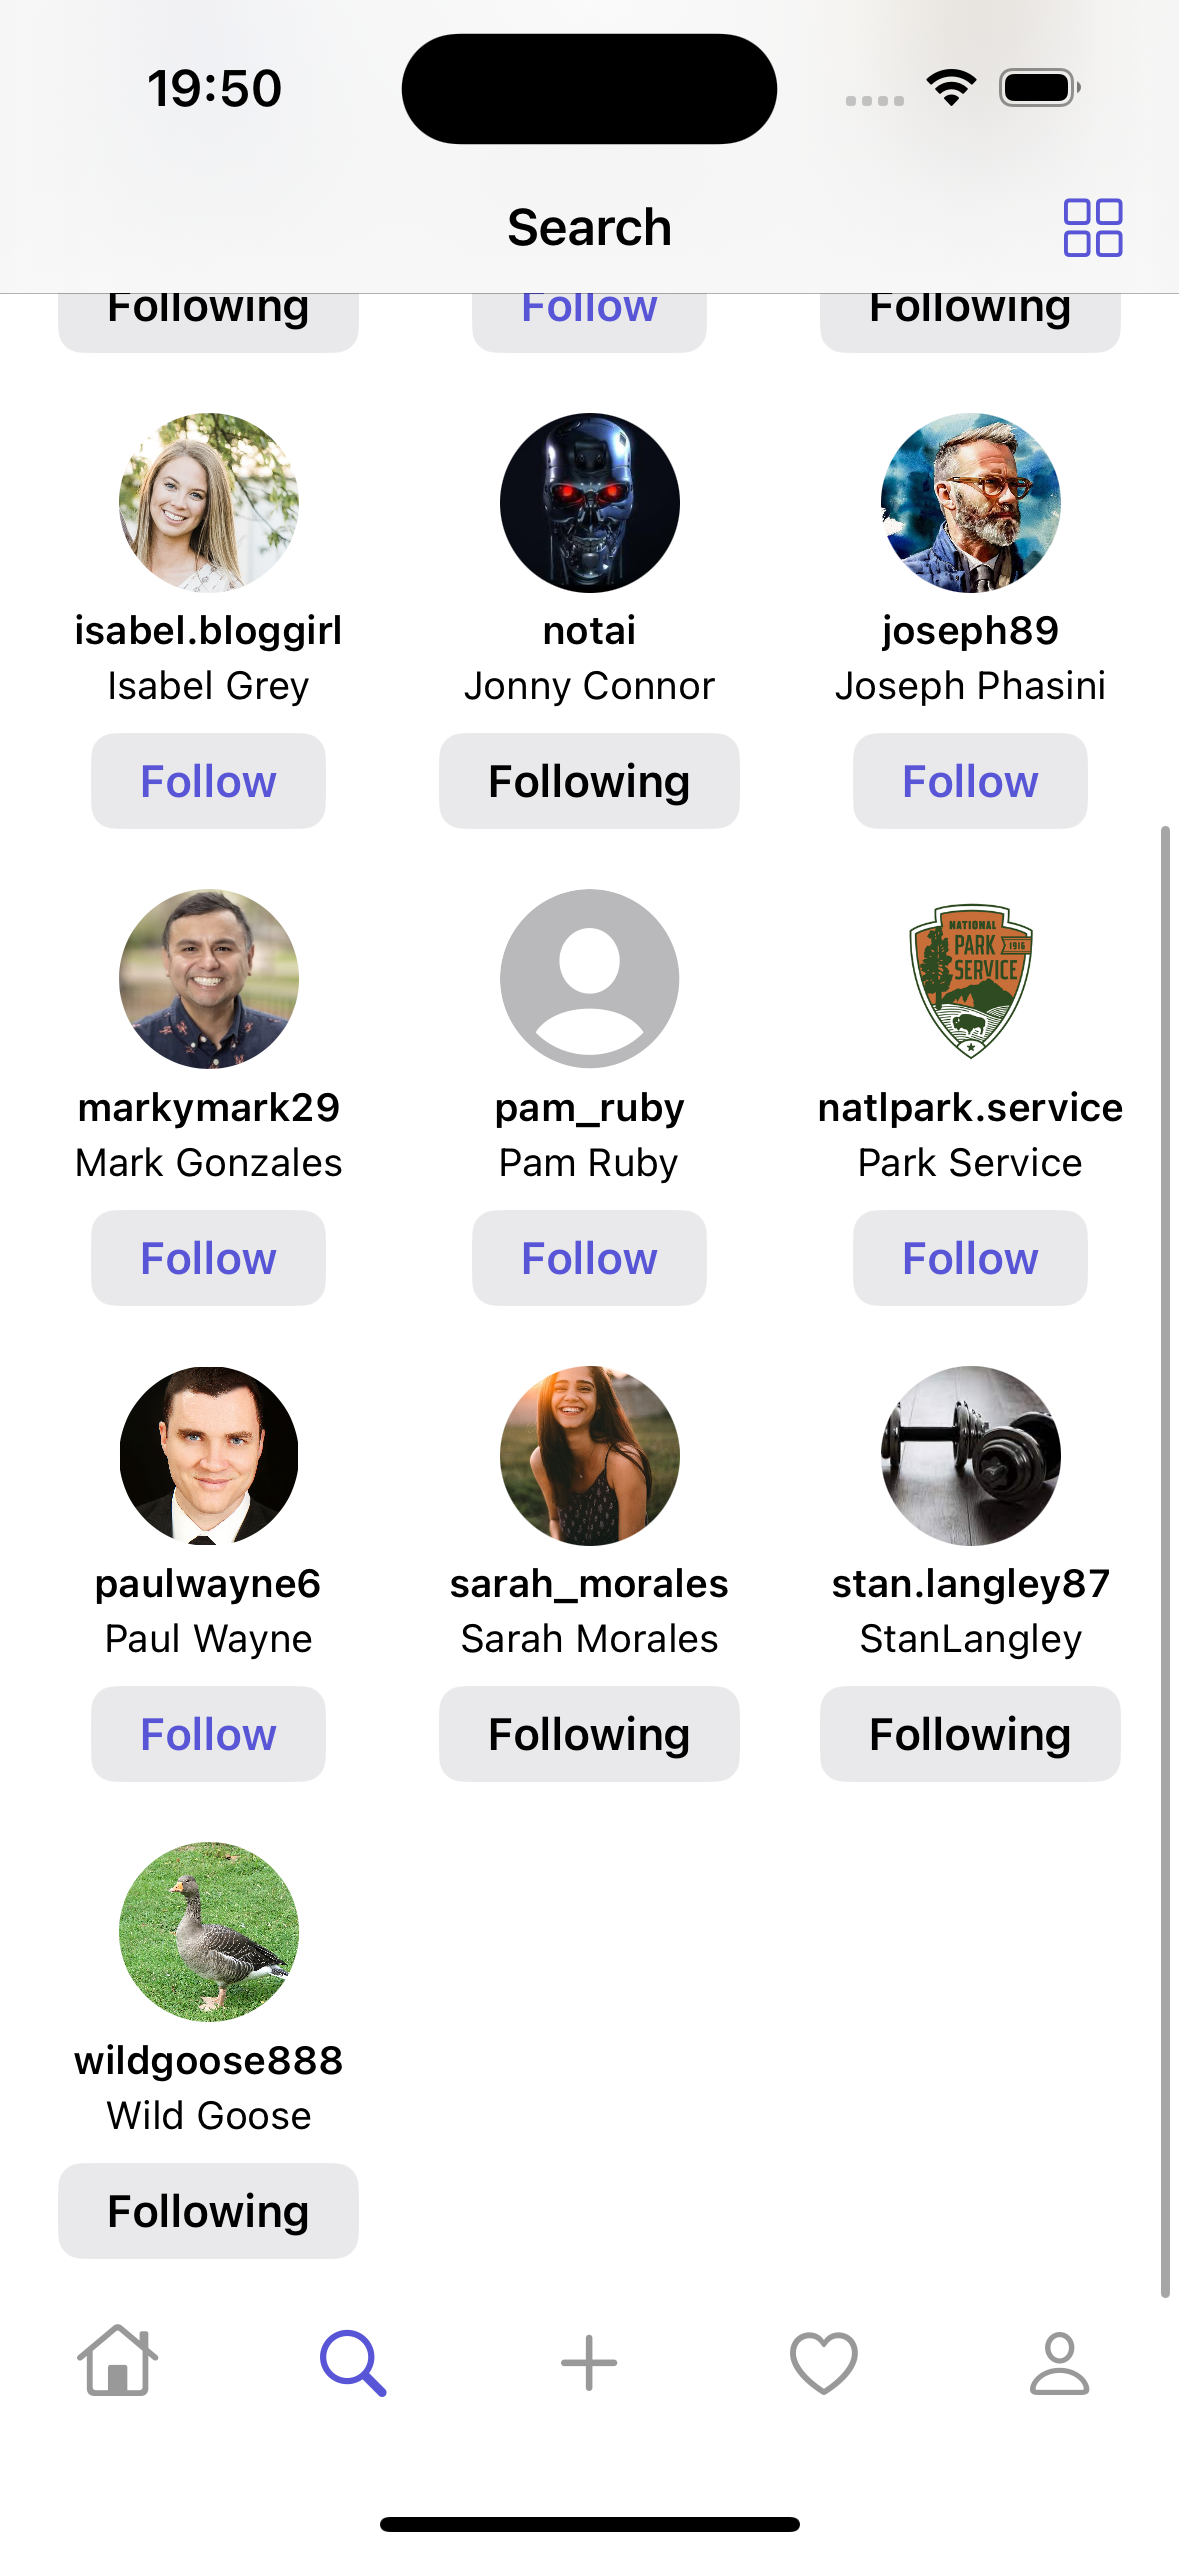 19:50
Search
Following Follow Following
isabel.bloggirl notai joseph89
Isabel Grey Jonny Connor Joseph Phasini
Follow Following Follow
NATIONAL
PARK
1916
SERVICE
markymark29 pam_ruby natlpark.service
Mark Gonzales Pam Ruby Park Service
Follow Follow Follow
paulwayne6 sarah_morales stan.langley87
Paul Wayne Sarah Morales StanLangley
Follow Following Following
wildgoose888
Wild Goose
Following